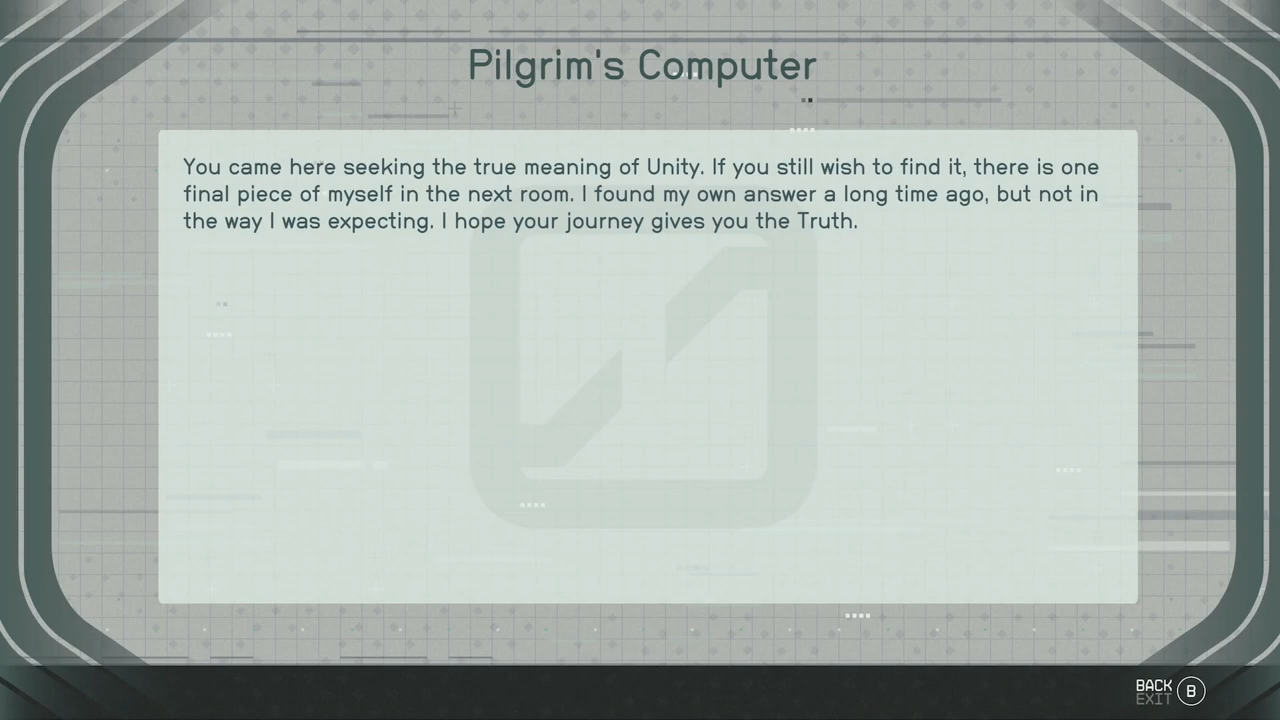 Pilgrim's Computer
You came here seeking the true meaning of Unity. If you still wish to find it, there is one
final piece of myself in the next room. I found my own answer a long time ago, but not in
the way I was expecting. I hope your journey gives you the Truth.
BACK
EXIT
B